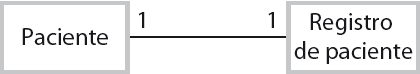 Paciente
1
1
Registro
de paciente